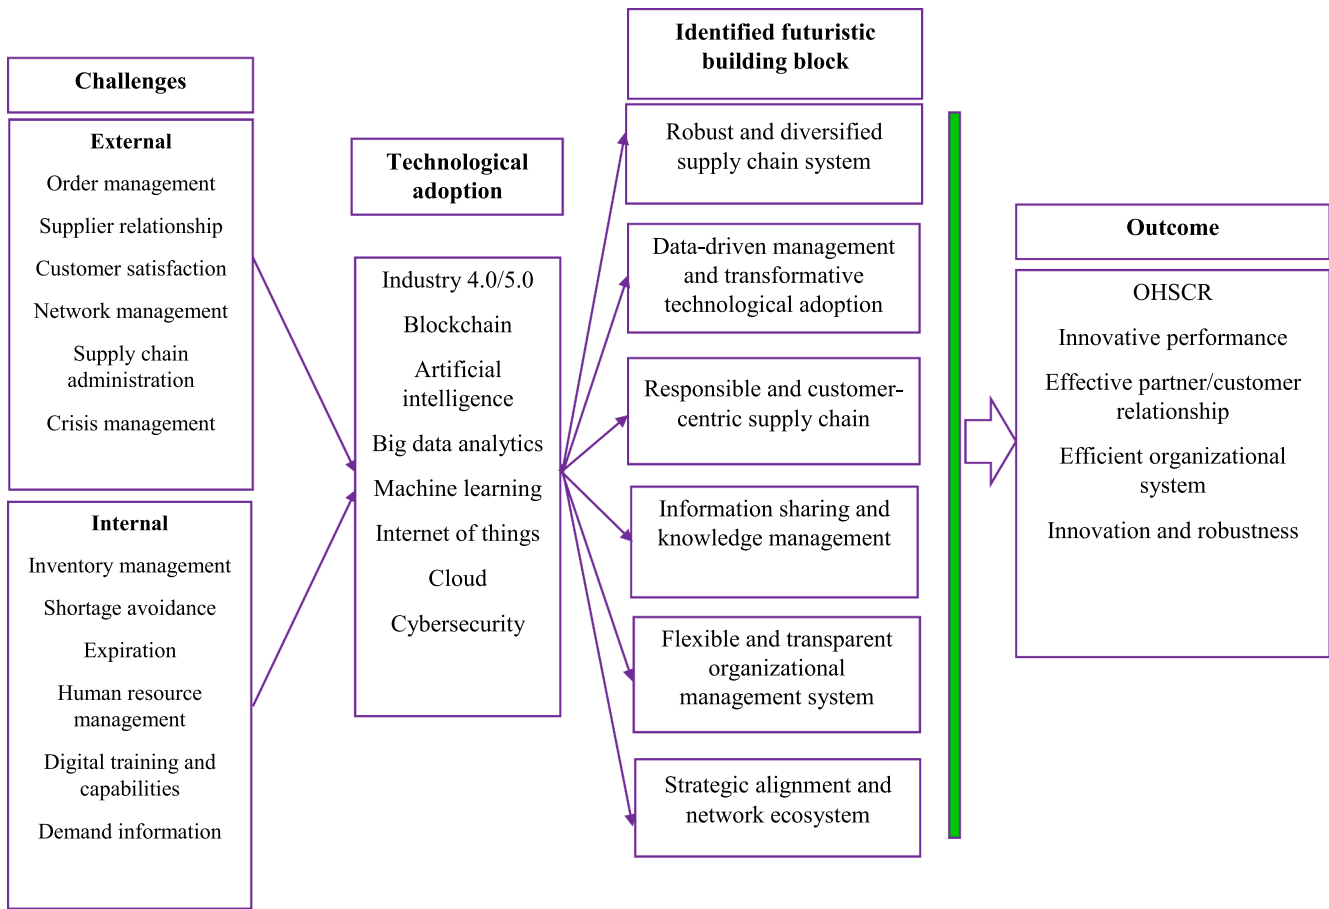 Challenges
External
Order management
Supplier relationship
Customer satisfaction
Network management
Supply chain
administration
Crisis management
Internal
Inventory management
Shortage avoidance
Expiration
Human resource
management
Digital training and
capabilities
Demand information
Technological
adoption
Industry 4.0/5.0
Blockchain
Artificial
intelligence
Big data analytics
Machine learning
Internet of things
Cloud
Cybersecurity
Identified futuristic
building block
Robust and diversified
supply chain system
Data-driven management
and transformative
technological adoption
Responsible and customer-
centric supply chain
Information sharing and
knowledge management
Flexible and transparent
organizational
management system
Strategic alignment and
network ecosystem
Outcome
OHSCR
Innovative performance
Effective partner/customer
relationship
Efficient organizational
system
Innovation and robustness